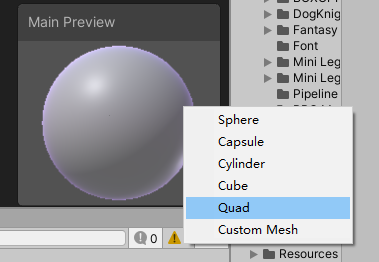 Main Preview
DogKnig
Fantasy
Font
Mini Leg
Mini Leg
Pipeline
Sphere
Capsule
Cylinder
Cube
Quad
Custom Mesh
0
Resources